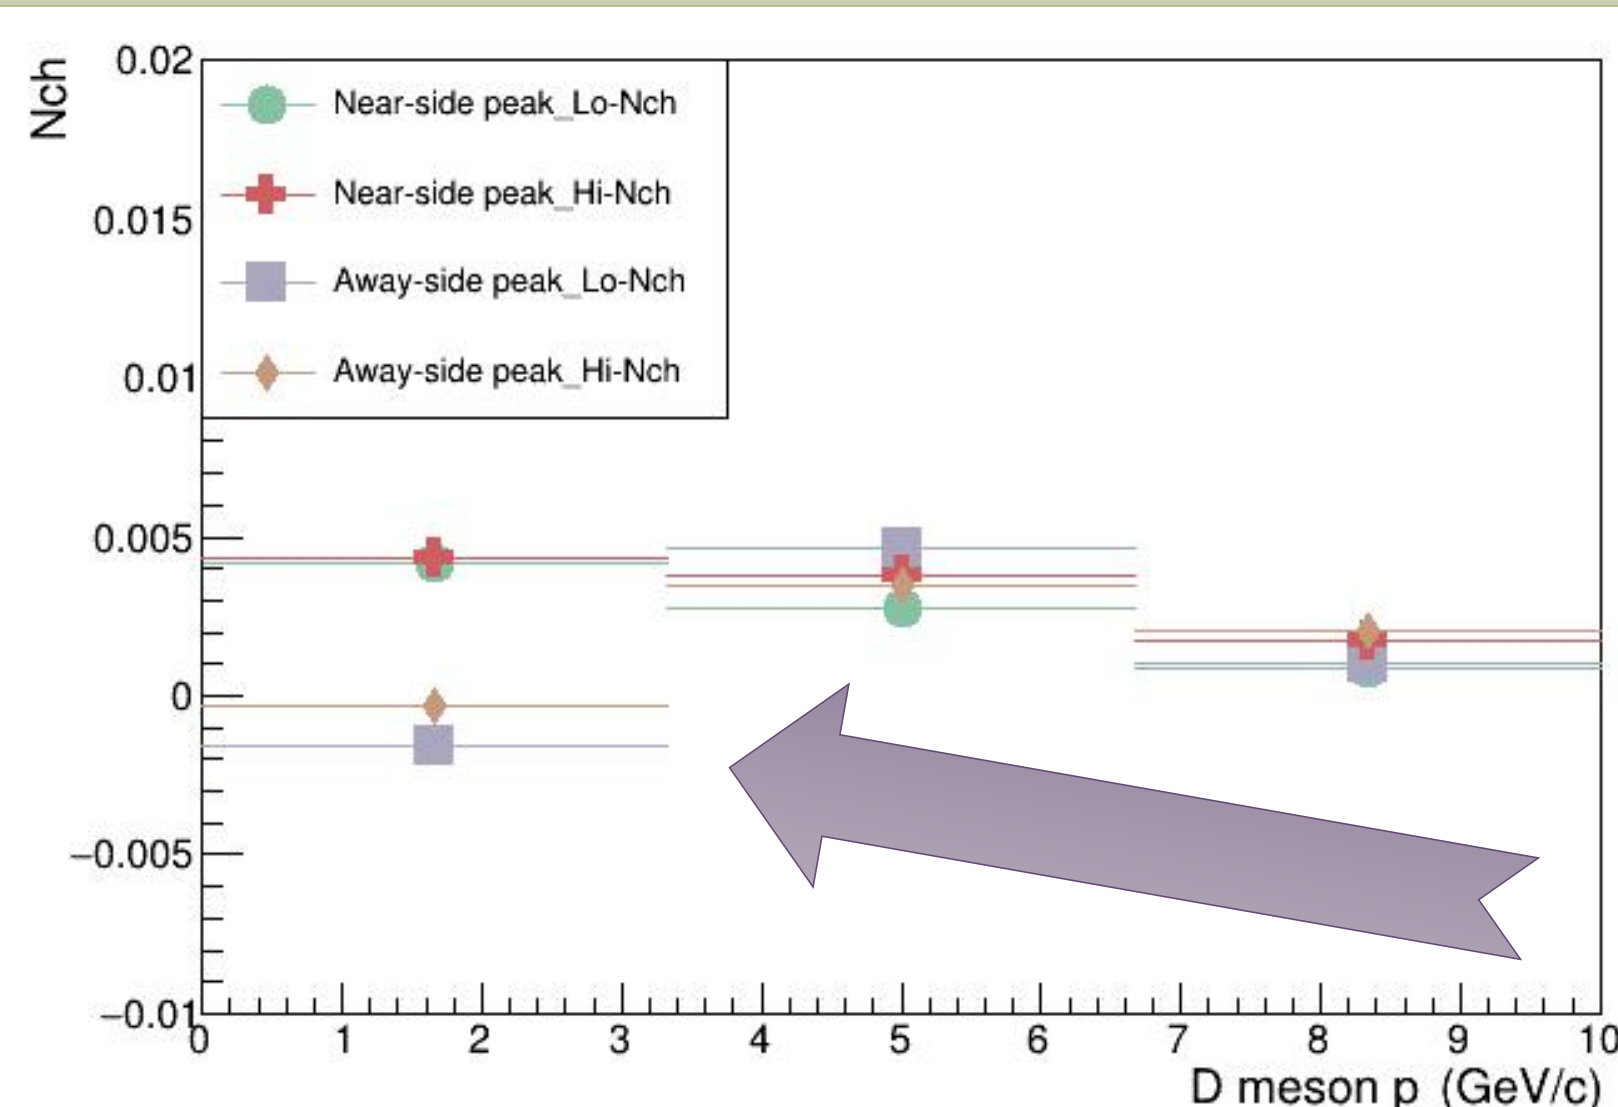 Nch
0.02
0.015
0.01
0.005
0
−0.005
−0.01
Near-side peak_Lo-Nch
Near-side peak_Hi-Nch
Away-side peak_Lo-Nch
Away-side peak_Hi-Nch
0 1 2 3 4 5 6 7 8 9 10
D meson p (GeV/c)